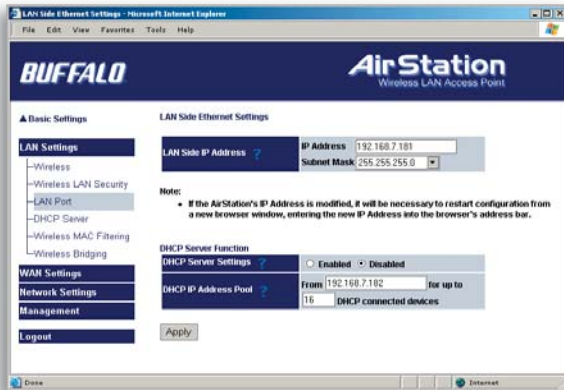 LAN Side Ethernet Settings - Microsoft Internet Explorer
File Edit View Favorites Tools Help
BUFFALO
AirStation
Wireless LAN Access Point
Basic Settings
LAN Settings
Wireless
Wireless LAN Security
LAN Port
DHCP Server
Wireless MAC Filtering
Wireless Bridging
WAN Settings
Network Settings
Management
Logout
LAN Side Ethernet Settings
LAN Side IP Address ?
IP Address 192.168.7.181
Subnet Mask 255.255.255.0
Note:
• If the AirStation's IP Address is modified, it will be necessary to restart configuration from
a new browser window, entering the new IP Address into the browser's address bar.
DHCP Server Function
DHCP Server Settings ?
Enabled Disabled
DHCP IP Address Pool ?
From 192.168.7.182 for up to
16 DHCP connected devices
Apply
Done
Internet